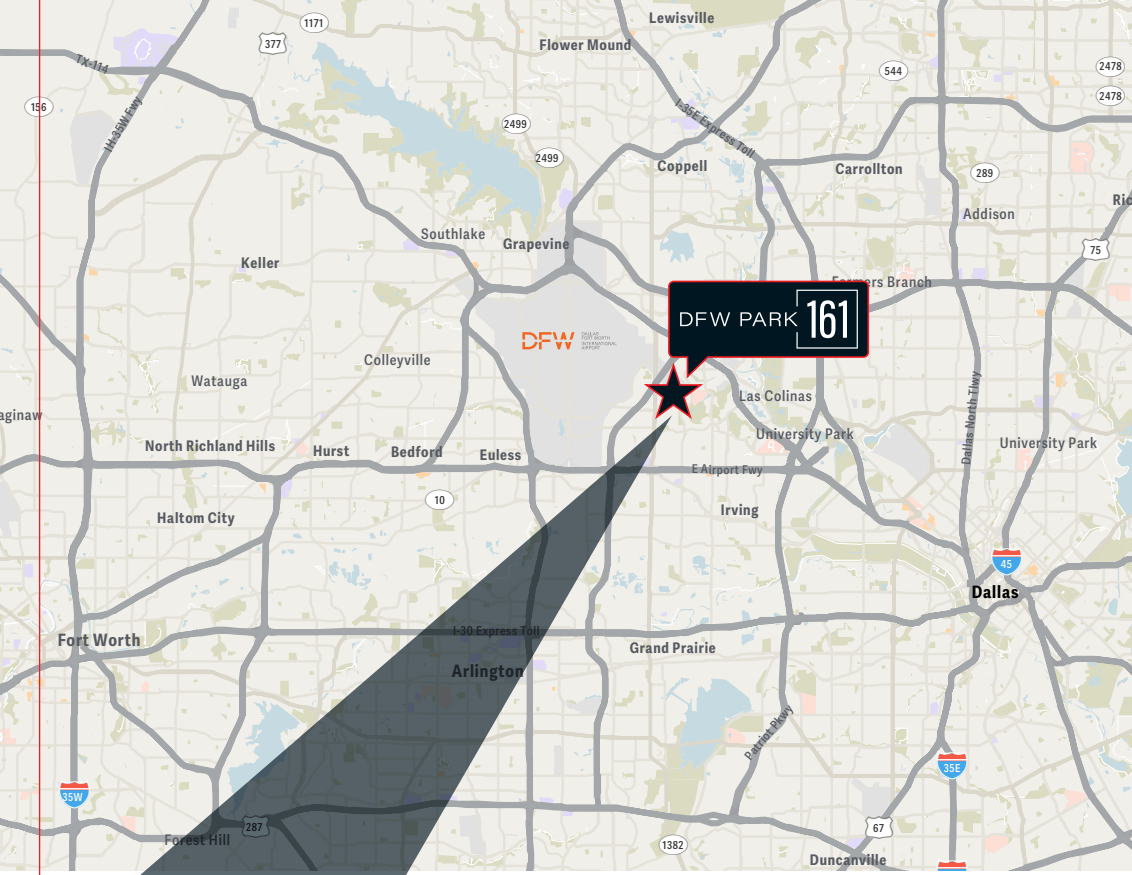 Lewisville
1171
377
Flower Mound
TX-114
544
2478
156
2478
IH-35W Fwy
2499
I-35E Express Toll
2499
Coppell
Carrollton
289
Ric
Addison
Southlake
Grapevine
75
Keller
Farmers Branch
DFW PARK 161
DFW
DALLAS
FORT WORTH
INTERNATIONAL
AIRPORT
Colleyville
Watauga
Las Colinas
aginaw
Dallas North Tlwy
University Park
University Park
North Richland Hills
Hurst
Bedford
Euless
E Airport Fwy
10
Haltom City
Irving
45
Dallas
I-30 Express Toll
Fort Worth
Grand Prairie
Arlington
Patriot Pkwy
35E
35W
287
67
Forest Hill
1382
Duncanville